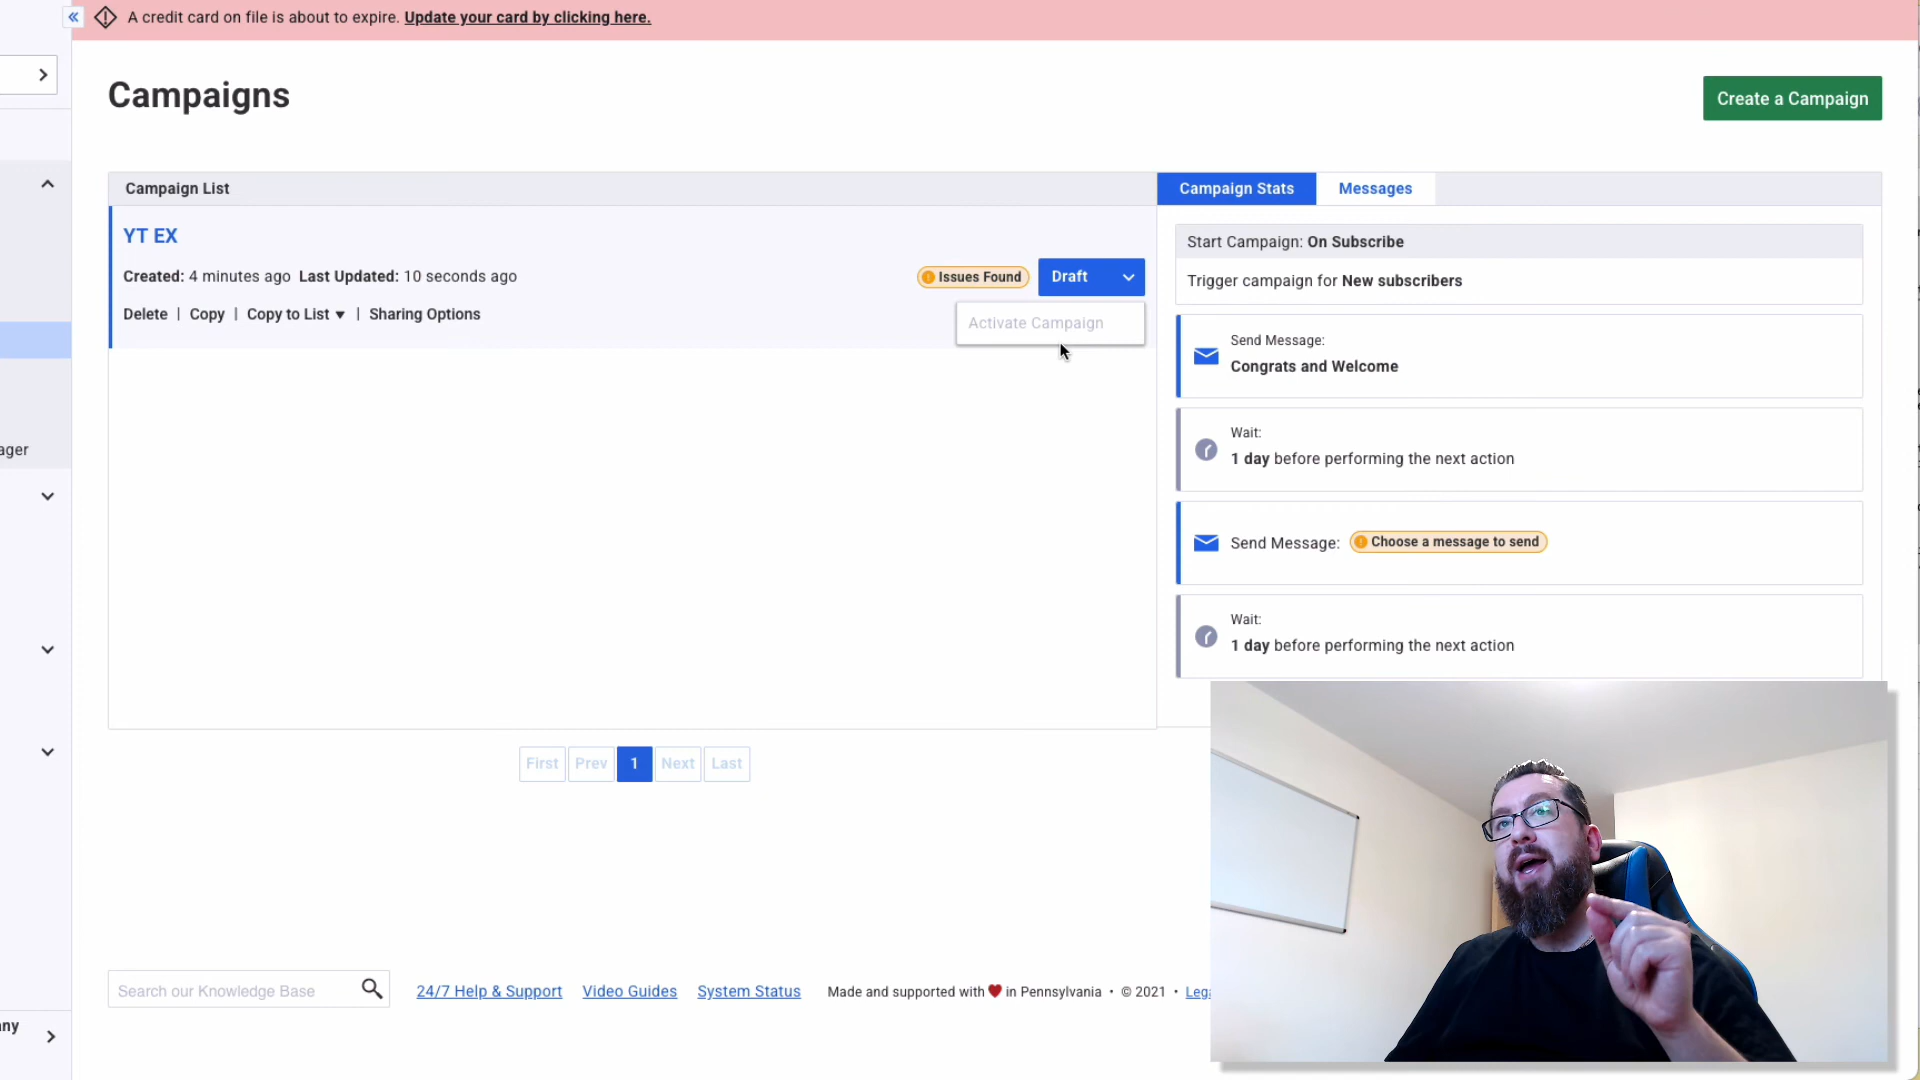 A credit card on file is about to expire. Update your card by clicking here.
Campaigns
Create a Campaign
Campaign List
Campaign Stats
Messages
YT EX
Created: 4 minutes ago Last Updated: 10 seconds ago
Issues Found
Draft
Delete | Copy | Copy to List | Sharing Options
Activate Campaign
Start Campaign: On Subscribe
Trigger campaign for New subscribers
Send Message:
Congrats and Welcome
Wait:
1 day before performing the next action
Send Message: Choose a message to send
Wait:
1 day before performing the next action
ager
First Prev 1 Next Last
Search our Knowledge Base
24/7 Help & Support
Video Guides
System Status
Made and supported with ❤ in Pennsylvania • © 2021 • Lega
ny